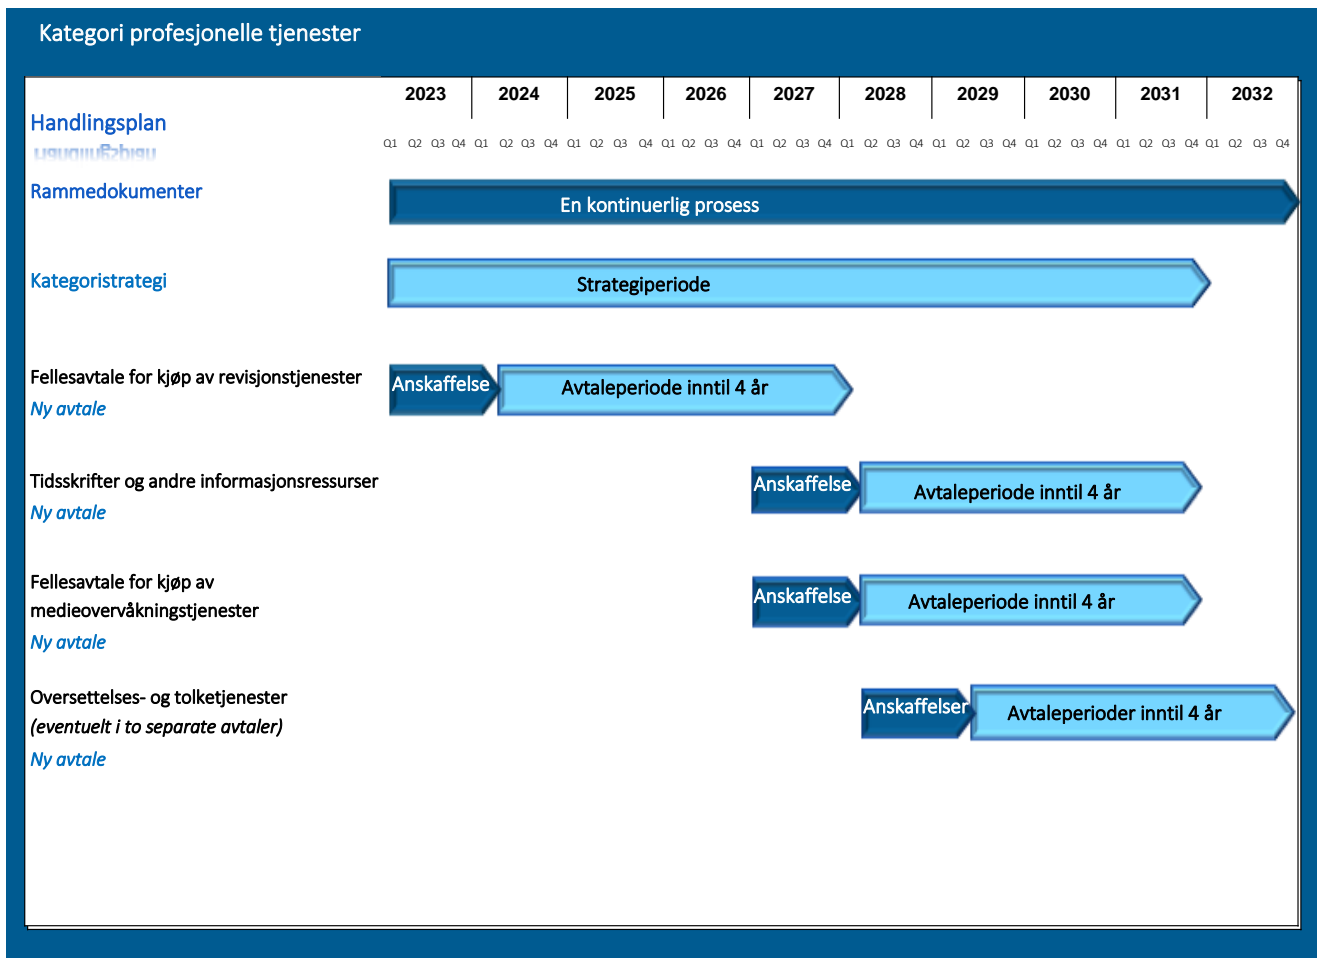 Kategori profesjonelle tjenester
2023 2024 2025 2026 2027 2028 2029 2030 2031 2032
Handlingsplan
Q1 Q2 Q3 Q4 Q1 Q2 Q3 Q4 Q1 Q2 Q3 Q4 Q1 Q2 Q3 Q4 Q1 Q2 Q3 Q4 Q1 Q2 Q3 Q4 Q1 Q2 Q3 Q4 Q1 Q2 Q3 Q4 Q1 Q2 Q3 Q4 Q1 Q2 Q3 Q4
Rammedokumenter
En kontinuerlig prosess
Kategoristrategi
Strategiperiode
Fellesavtale for kjøp av revisjonstjenester
Ny avtale
Anskaffelse
Avtaleperiode inntil 4 år
Tidsskrifter og andre informasjonsressurser
Ny avtale
Anskaffelse
Avtaleperiode inntil 4 år
Fellesavtale for kjøp av
medieovervåkningstjenester
Ny avtale
Anskaffelse
Avtaleperiode inntil 4 år
Oversettelses- og tolketjenester
(eventuelt i to separate avtaler)
Ny avtale
Anskaffelser
Avtaleperioder inntil 4 år